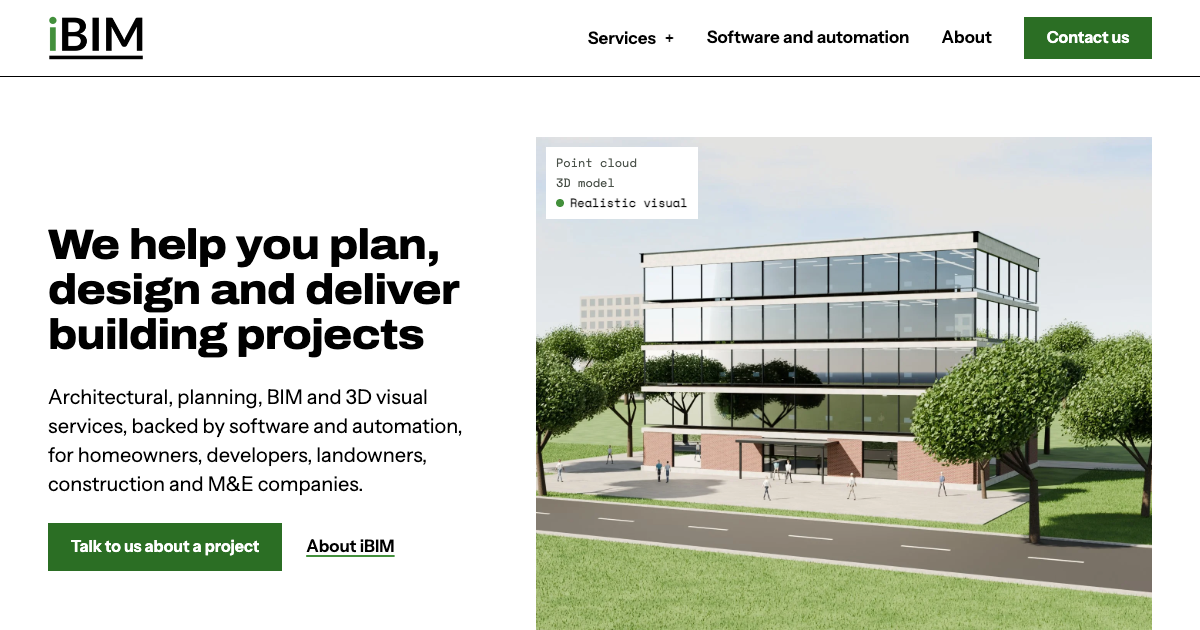 iBIM
Services +
Software and automation
About
Contact us
Point cloud
3D model
Realistic visual
We help you plan,
design and deliver
building projects
Architectural, planning, BIM and 3D visual
services, backed by software and automation,
for homeowners, developers, landowners,
construction and M&E companies.
Talk to us about a project
About iBIM